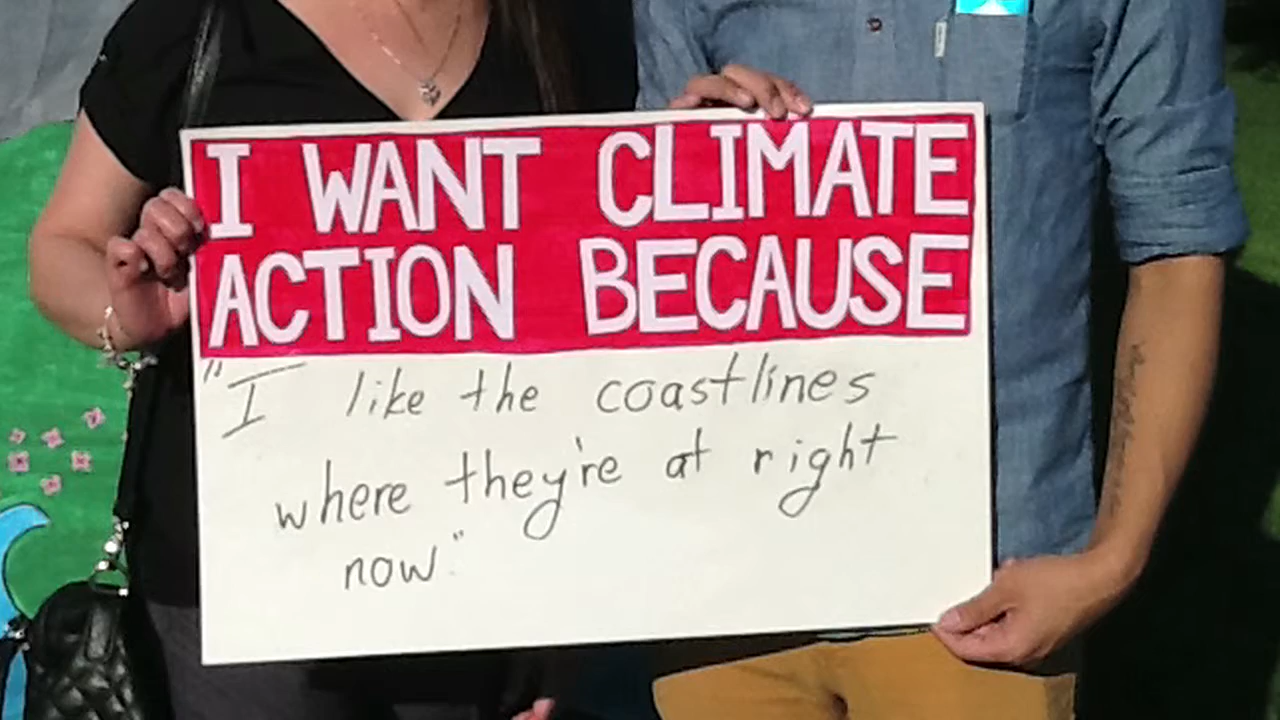 I WANT CLIMATE
ACTION BECAUSE
"I like the coastlines
where they're at right
now"